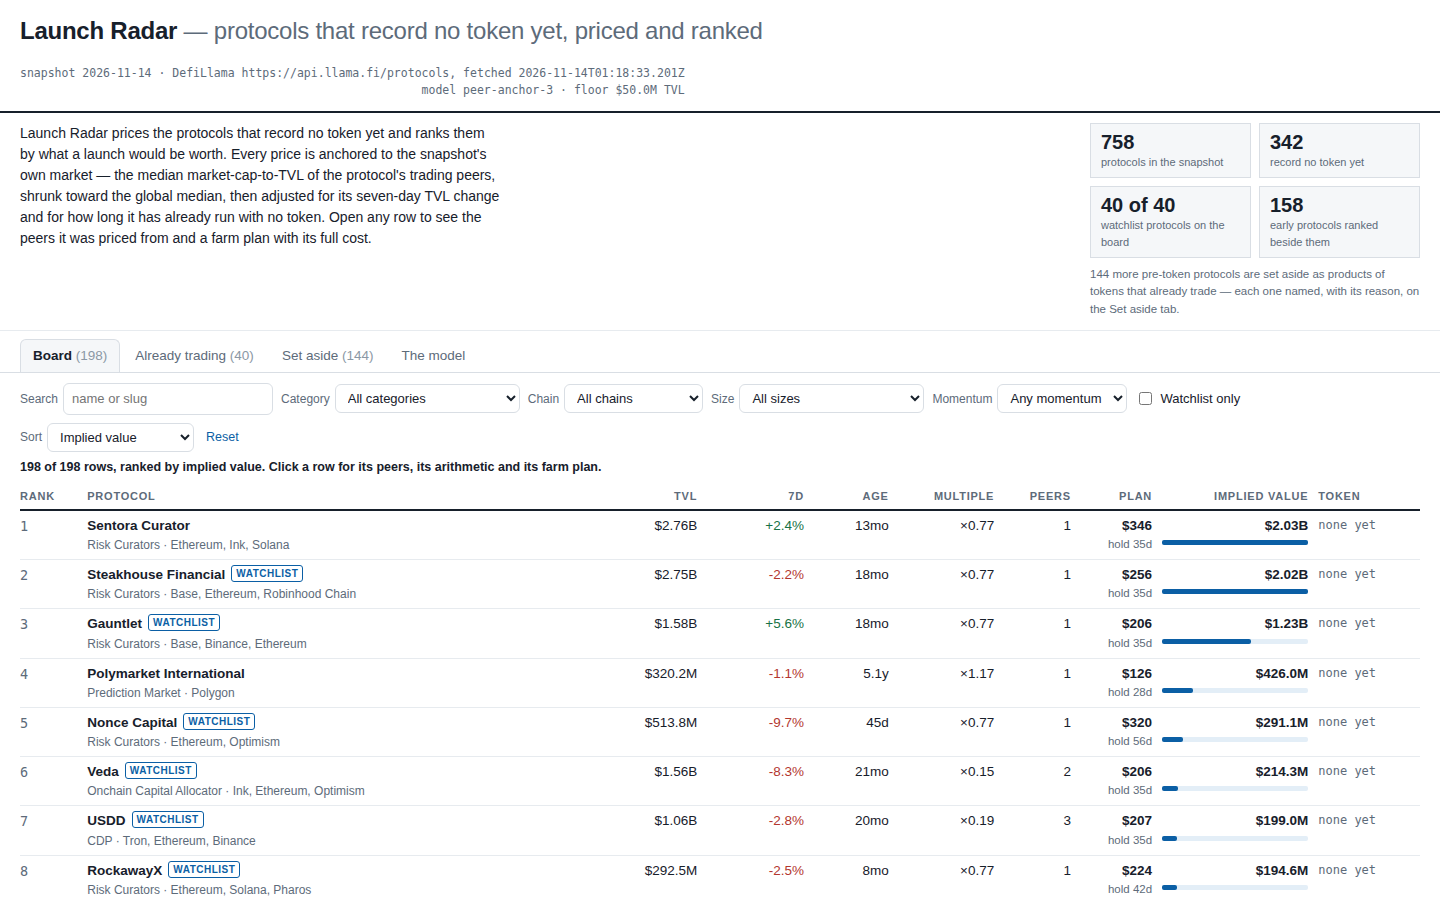 Launch Radar — protocols that record no token yet, priced and ranked
snapshot 2026-11-14 · DefiLlama https://api.llama.fi/protocols, fetched 2026-11-14T01:18:33.201Z
model peer-anchor-3 · floor $50.0M TVL
Launch Radar prices the protocols that record no token yet and ranks them
by what a launch would be worth. Every price is anchored to the snapshot's
own market — the median market-cap-to-TVL of the protocol's trading peers,
shrunk toward the global median, then adjusted for its seven-day TVL change
and for how long it has already run with no token. Open any row to see the
peers it was priced from and a farm plan with its full cost.
758
protocols in the snapshot
342
record no token yet
40 of 40
watchlist protocols on the
board
158
early protocols ranked
beside them
144 more pre-token protocols are set aside as products of
tokens that already trade — each one named, with its reason, on
the Set aside tab.
Board (198) Already trading (40) Set aside (144) The model
Search name or slug Category All categories Chain All chains Size All sizes Momentum Any momentum Watchlist only
Sort Implied value Reset
198 of 198 rows, ranked by implied value. Click a row for its peers, its arithmetic and its farm plan.
RANK PROTOCOL TVL 7D AGE MULTIPLE PEERS PLAN IMPLIED VALUE TOKEN
1 Sentora Curator $2.76B +2.4% 13mo ×0.77 1 $346 $2.03B none yet
Risk Curators · Ethereum, Ink, Solana hold 35d
2 Steakhouse Financial WATCHLIST $2.75B -2.2% 18mo ×0.77 1 $256 $2.02B none yet
Risk Curators · Base, Ethereum, Robinhood Chain hold 35d
3 Gauntlet WATCHLIST $1.58B +5.6% 18mo ×0.77 1 $206 $1.23B none yet
Risk Curators · Base, Binance, Ethereum hold 35d
4 Polymarket International $320.2M -1.1% 5.1y ×1.17 1 $126 $426.0M none yet
Prediction Market · Polygon hold 28d
5 Nonce Capital WATCHLIST $513.8M -9.7% 45d ×0.77 1 $320 $291.1M none yet
Risk Curators · Ethereum, Optimism hold 56d
6 Veda WATCHLIST $1.56B -8.3% 21mo ×0.15 2 $206 $214.3M none yet
Onchain Capital Allocator · Ink, Ethereum, Optimism hold 35d
7 USDD WATCHLIST $1.06B -2.8% 20mo ×0.19 3 $207 $199.0M none yet
CDP · Tron, Ethereum, Binance hold 35d
8 RockawayX WATCHLIST $292.5M -2.5% 8mo ×0.77 1 $224 $194.6M none yet
Risk Curators · Ethereum, Solana, Pharos hold 42d